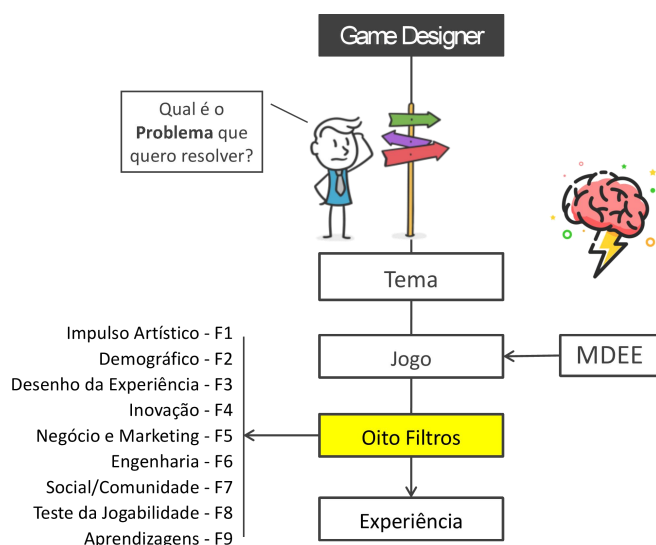 Game Designer
Qual é o
Problema que
quero resolver?
Tema
Impulso Artístico - F1
Demográfico - F2
Desenho da Experiência - F3
Inovação - F4
Negócio e Marketing - F5
Engenharia - F6
Social/Comunidade - F7
Teste da Jogabilidade - F8
Aprendizagens - F9
Jogo
MDEE
Oito Filtros
Experiência